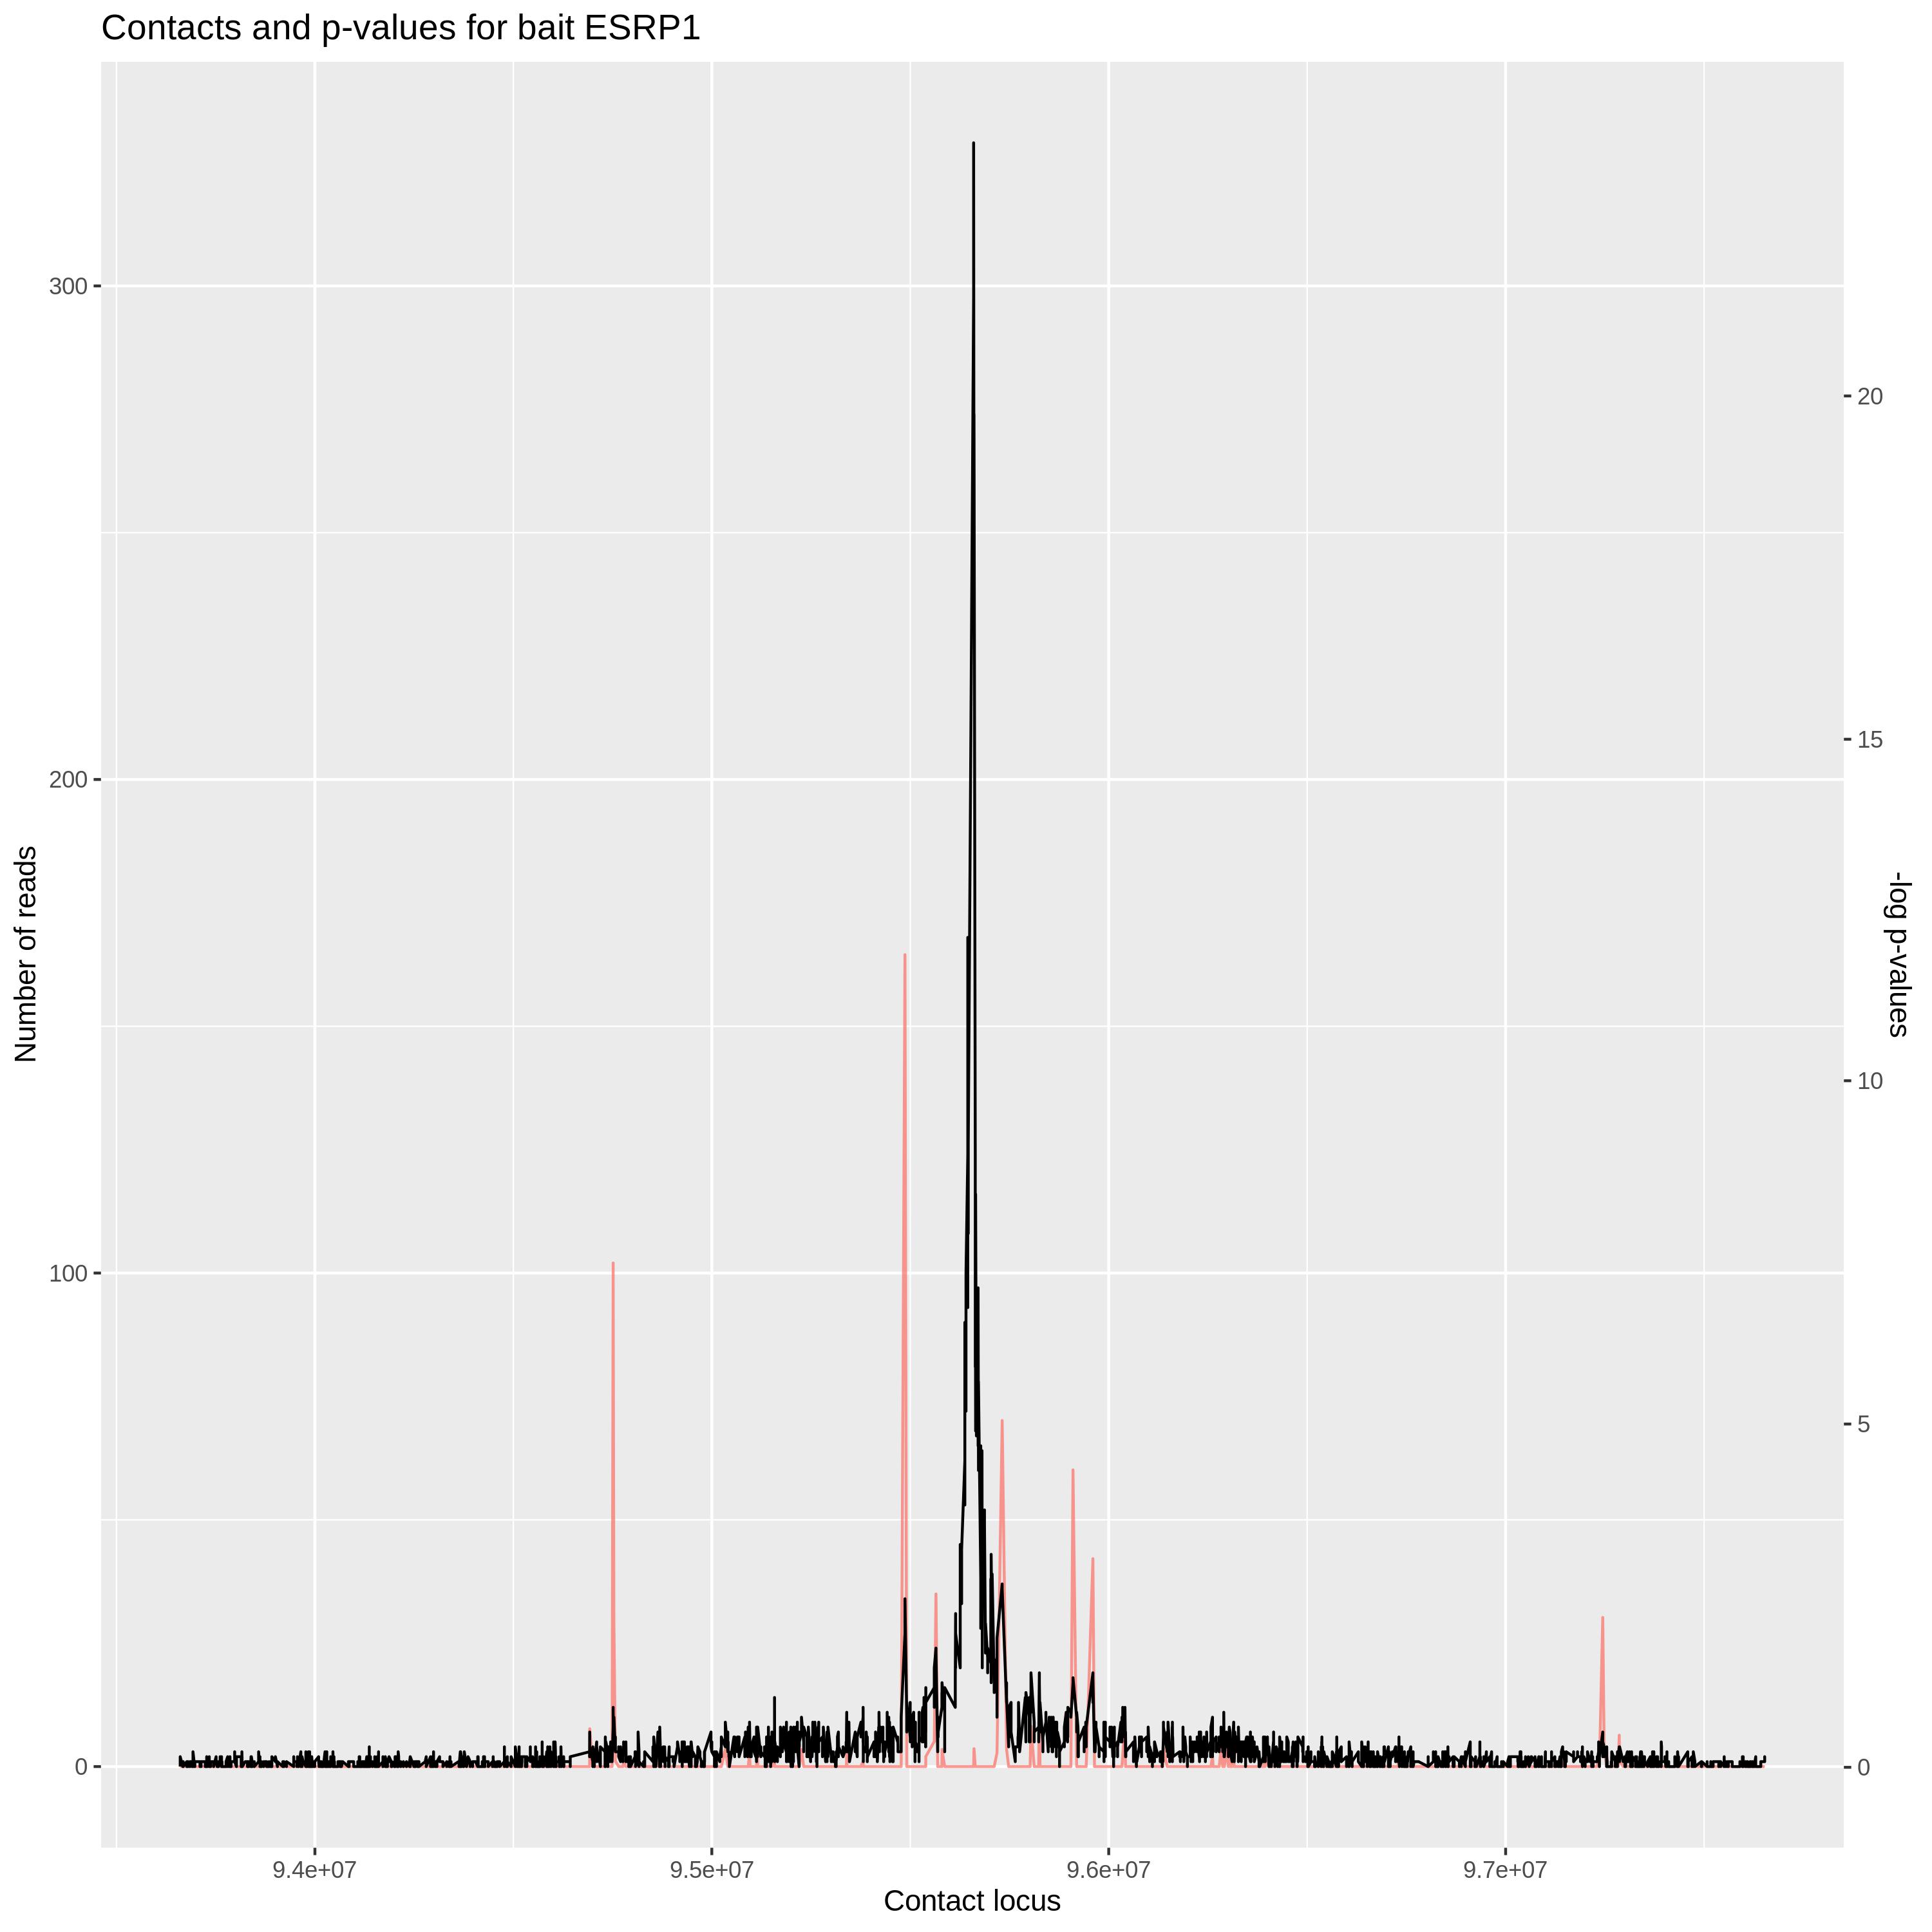 Contacts and p-values for bait ESRP1
300
200
100
0
Number of reads
20
15
10
5
0
-log p-values
9.4e+07
9.5e+07
9.6e+07
9.7e+07
Contact locus